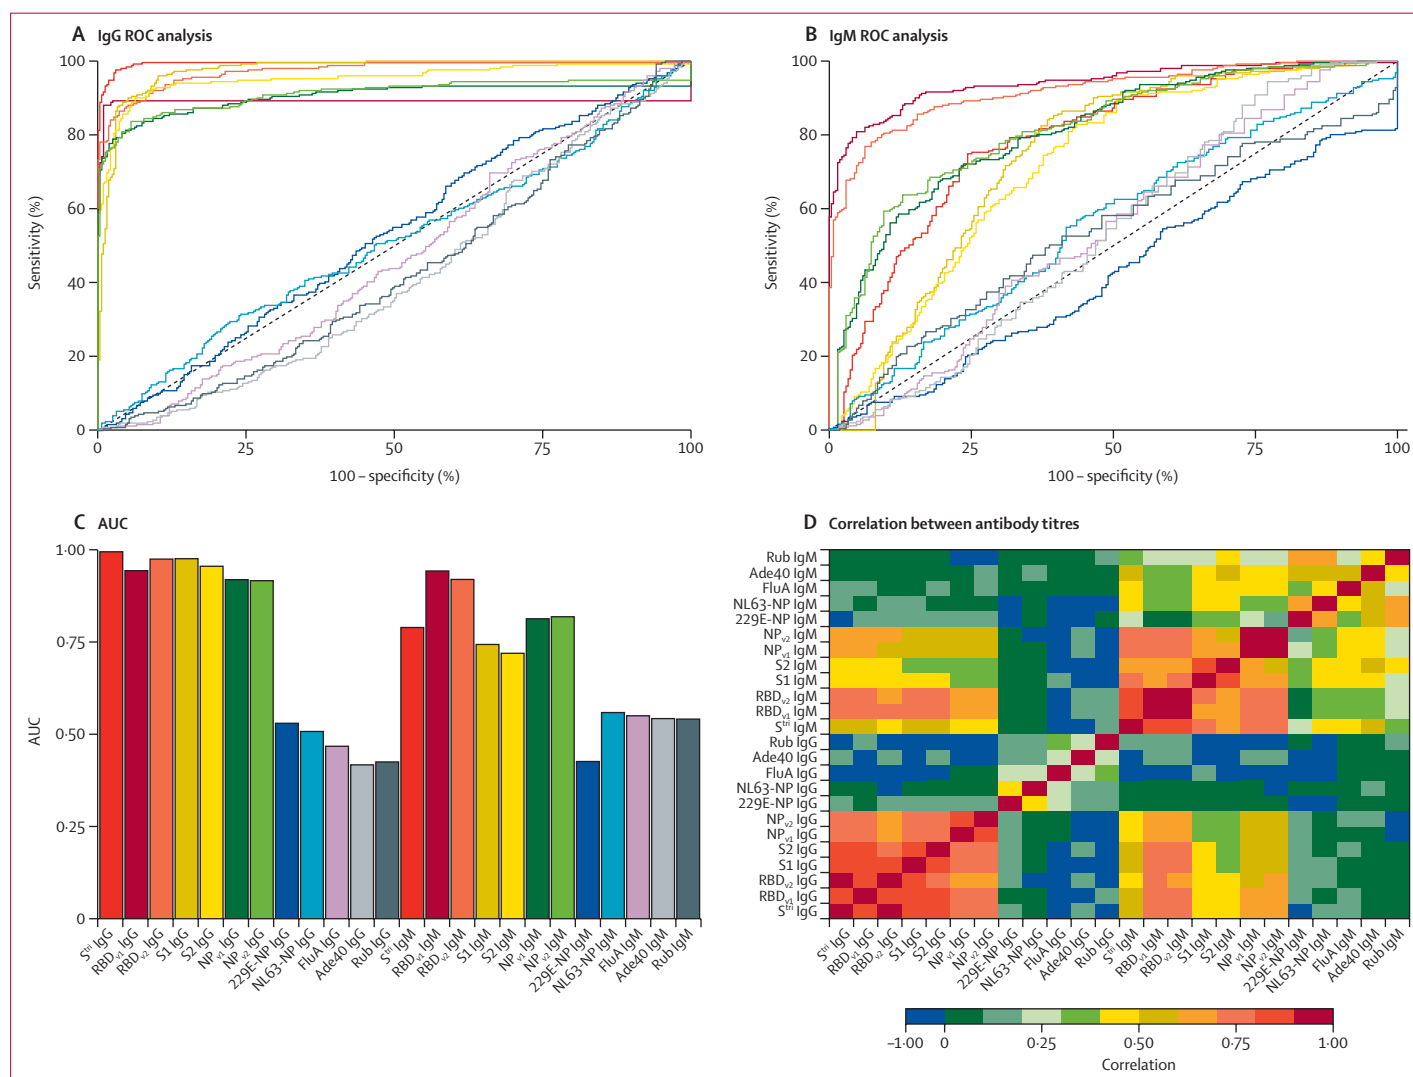 A IgG ROC analysis
100
80
60
40
20
0
Sensitivity (%)
0 25 50 75 100
100 – specificity (%)
B IgM ROC analysis
100
80
60
40
20
0
Sensitivity (%)
0 25 50 75 100
100 – specificity (%)
C AUC
1·00
0·75
0·50
0·25
0
AUC
Sᵗʳⁱ IgG
RBDv1 IgG
RBDv2 IgG
S1 IgG
S2 IgG
NPv1 IgG
NPv2 IgG
229E-NP IgG
NL63-NP IgG
FluA IgG
Ade40 IgG
Rub IgG
Sᵗʳⁱ IgM
RBDv1 IgM
RBDv2 IgM
S1 IgM
S2 IgM
NPv1 IgM
NPv2 IgM
229E-NP IgM
NL63-NP IgM
FluA IgM
Ade40 IgM
Rub IgM
D Correlation between antibody titres
Rub IgM
Ade40 IgM
FluA IgM
NL63-NP IgM
229E-NP IgM
NPv2 IgM
NPv1 IgM
S2 IgM
S1 IgM
RBDv2 IgM
RBDv1 IgM
Sᵗʳⁱ IgM
Rub IgG
Ade40 IgG
FluA IgG
NL63-NP IgG
229E-NP IgG
NPv2 IgG
NPv1 IgG
S2 IgG
S1 IgG
RBDv2 IgG
RBDv1 IgG
Sᵗʳⁱ IgG
Sᵗʳⁱ IgG
RBDv1 IgG
RBDv2 IgG
S1 IgG
S2 IgG
NPv1 IgG
NPv2 IgG
229E-NP IgG
NL63-NP IgG
FluA IgG
Ade40 IgG
Rub IgG
Sᵗʳⁱ IgM
RBDv1 IgM
RBDv2 IgM
S1 IgM
S2 IgM
NPv1 IgM
NPv2 IgM
229E-NP IgM
NL63-NP IgM
FluA IgM
Ade40 IgM
Rub IgM
–1·00 0 0·25 0·50 0·75 1·00
Correlation